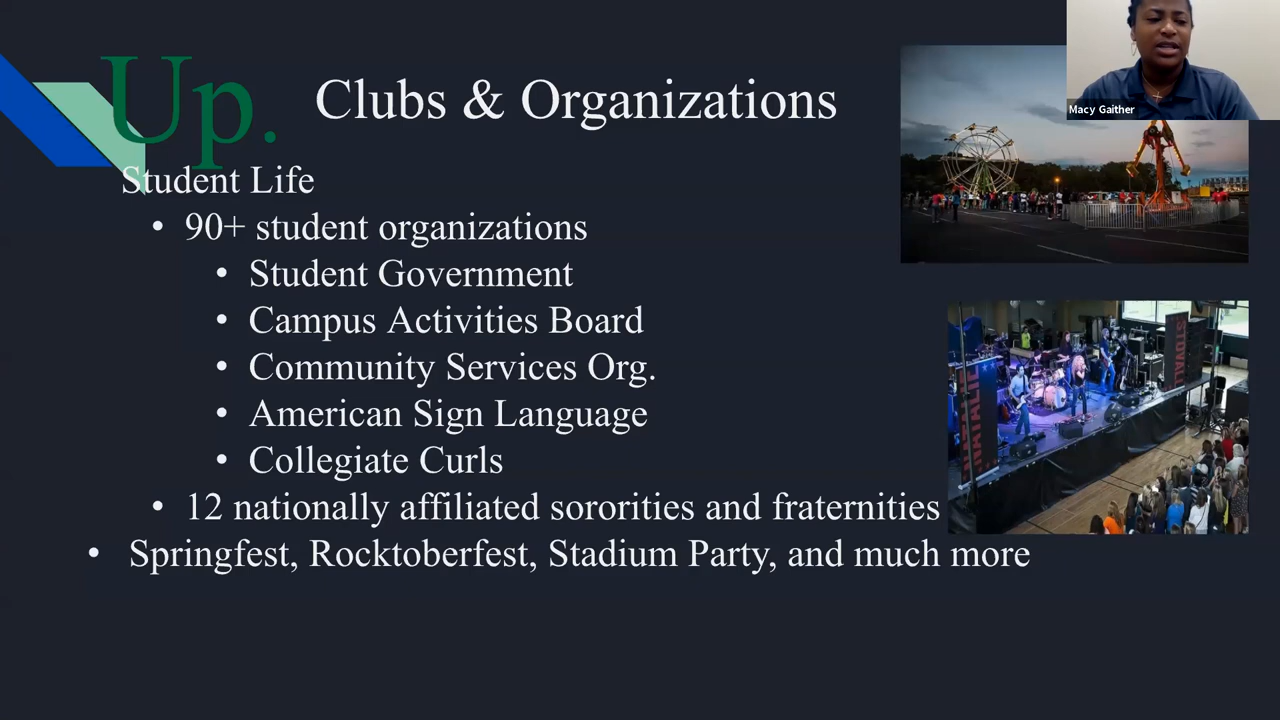 Up.
Clubs & Organizations
Macy Gaither
Student Life
• 90+ student organizations
• Student Government
• Campus Activities Board
• Community Services Org.
• American Sign Language
• Collegiate Curls
• 12 nationally affiliated sororities and fraternities
• Springfest, Rocktoberfest, Stadium Party, and much more
NATALIE